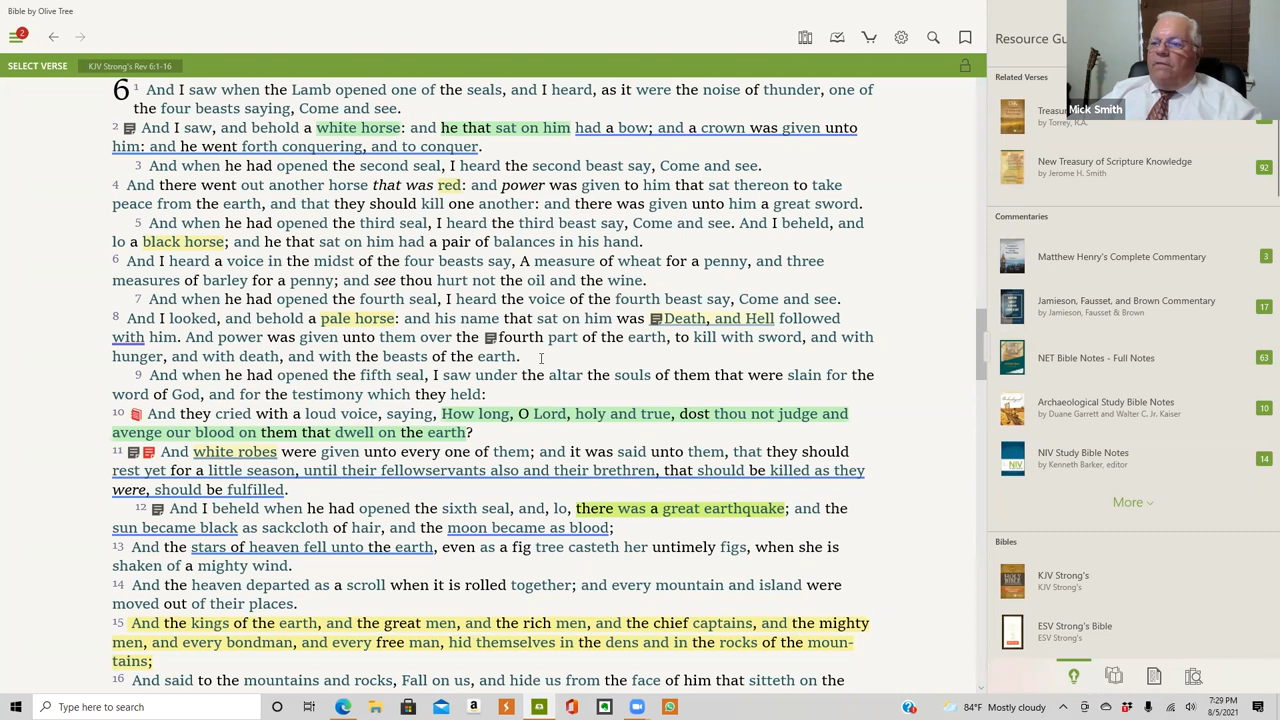 Bible by Olive Tree
2
SELECT VERSE
KJV Strong's Rev 6:1-16
6 1 And I saw when the Lamb opened one of the seals, and I heard, as it were the noise of thunder, one of
the four beasts saying, Come and see.
2 And I saw, and behold a white horse: and he that sat on him had a bow; and a crown was given unto
him: and he went forth conquering, and to conquer.
3 And when he had opened the second seal, I heard the second beast say, Come and see.
4 And there went out another horse that was red: and power was given to him that sat thereon to take
peace from the earth, and that they should kill one another: and there was given unto him a great sword.
5 And when he had opened the third seal, I heard the third beast say, Come and see. And I beheld, and
lo a black horse; and he that sat on him had a pair of balances in his hand.
6 And I heard a voice in the midst of the four beasts say, A measure of wheat for a penny, and three
measures of barley for a penny; and see thou hurt not the oil and the wine.
7 And when he had opened the fourth seal, I heard the voice of the fourth beast say, Come and see.
8 And I looked, and behold a pale horse: and his name that sat on him was Death, and Hell followed
with him. And power was given unto them over the fourth part of the earth, to kill with sword, and with
hunger, and with death, and with the beasts of the earth.
9 And when he had opened the fifth seal, I saw under the altar the souls of them that were slain for the
word of God, and for the testimony which they held:
10 And they cried with a loud voice, saying, How long, O Lord, holy and true, dost thou not judge and
avenge our blood on them that dwell on the earth?
11 And white robes were given unto every one of them; and it was said unto them, that they should
rest yet for a little season, until their fellowservants also and their brethren, that should be killed as they
were, should be fulfilled.
12 And I beheld when he had opened the sixth seal, and, lo, there was a great earthquake; and the
sun became black as sackcloth of hair, and the moon became as blood;
13 And the stars of heaven fell unto the earth, even as a fig tree casteth her untimely figs, when she is
shaken of a mighty wind.
14 And the heaven departed as a scroll when it is rolled together; and every mountain and island were
moved out of their places.
15 And the kings of the earth, and the great men, and the rich men, and the chief captains, and the mighty
men, and every bondman, and every free man, hid themselves in the dens and in the rocks of the moun-
tains;
16 And said to the mountains and rocks, Fall on us, and hide us from the face of him that sitteth on the
Resource Gu
Mick Smith
Related Verses
Treasu
by Torrey, R.A.
New Treasury of Scripture Knowledge
by Jerome H. Smith
92
Commentaries
Matthew Henry's Complete Commentary
3
Jamieson, Fausset, and Brown Commentary
by Jamieson, Fausset & Brown
17
NET Bible Notes - Full Notes
63
Archaeological Study Bible Notes
by Duane Garrett and Walter C. Jr. Kaiser
10
NIV Study Bible Notes
by Kenneth Barker, editor
14
NIV
More
Bibles
KJV Strong's
KJV Strong's
ESV Strong's Bible
ESV Strong's
Type here to search
84°F Mostly cloudy
7:29 PM
8/5/2021